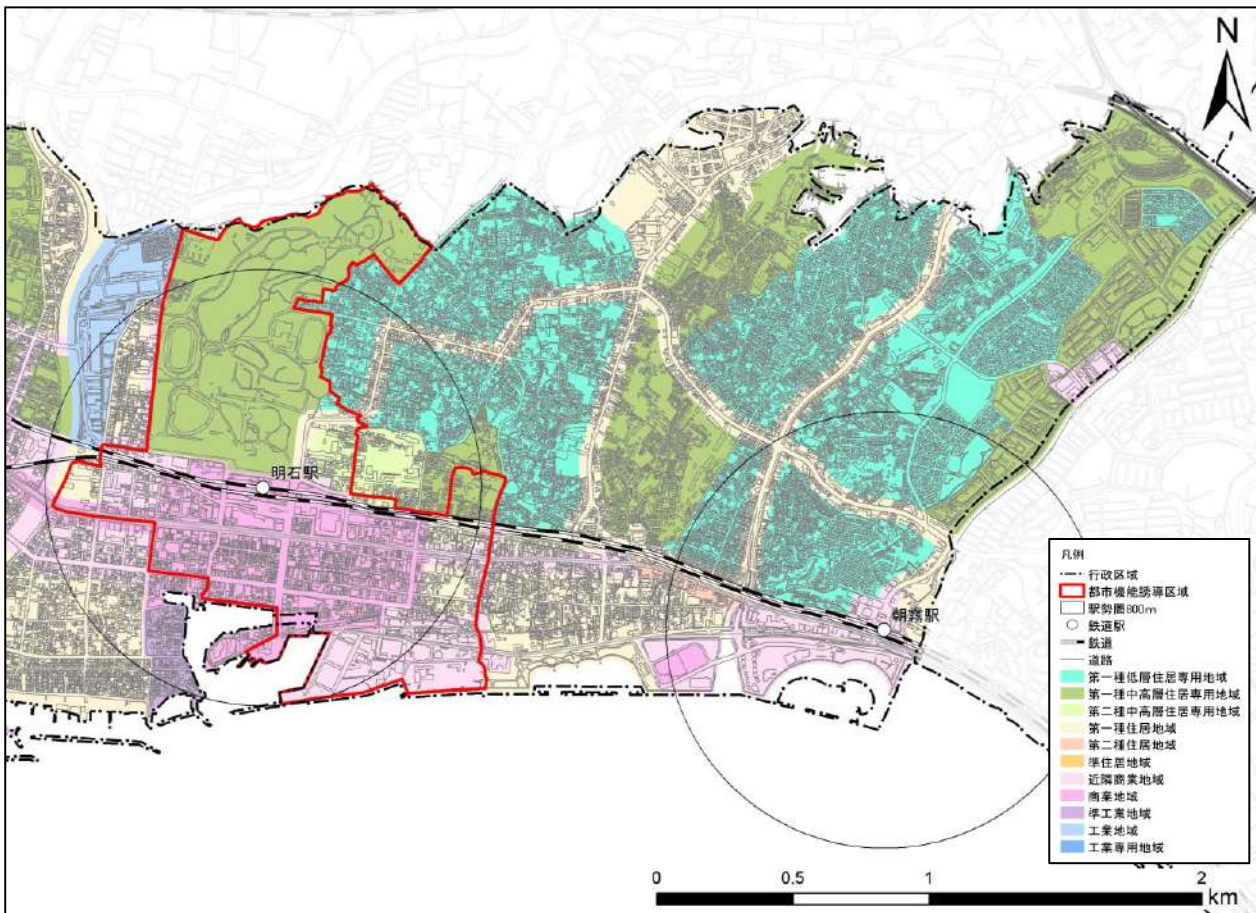 N
明石駅
朝霧駅
凡例
行政区域
都市機能誘導区域
駅勢圏800m
鉄道駅
鉄道
道路
第一種低層住居専用地域
第一種中高層住居専用地域
第二種中高層住居専用地域
第一種住居地域
第二種住居地域
準住居地域
近隣商業地域
商業地域
準工業地域
工業地域
工業専用地域
0 0.5 1 2
km